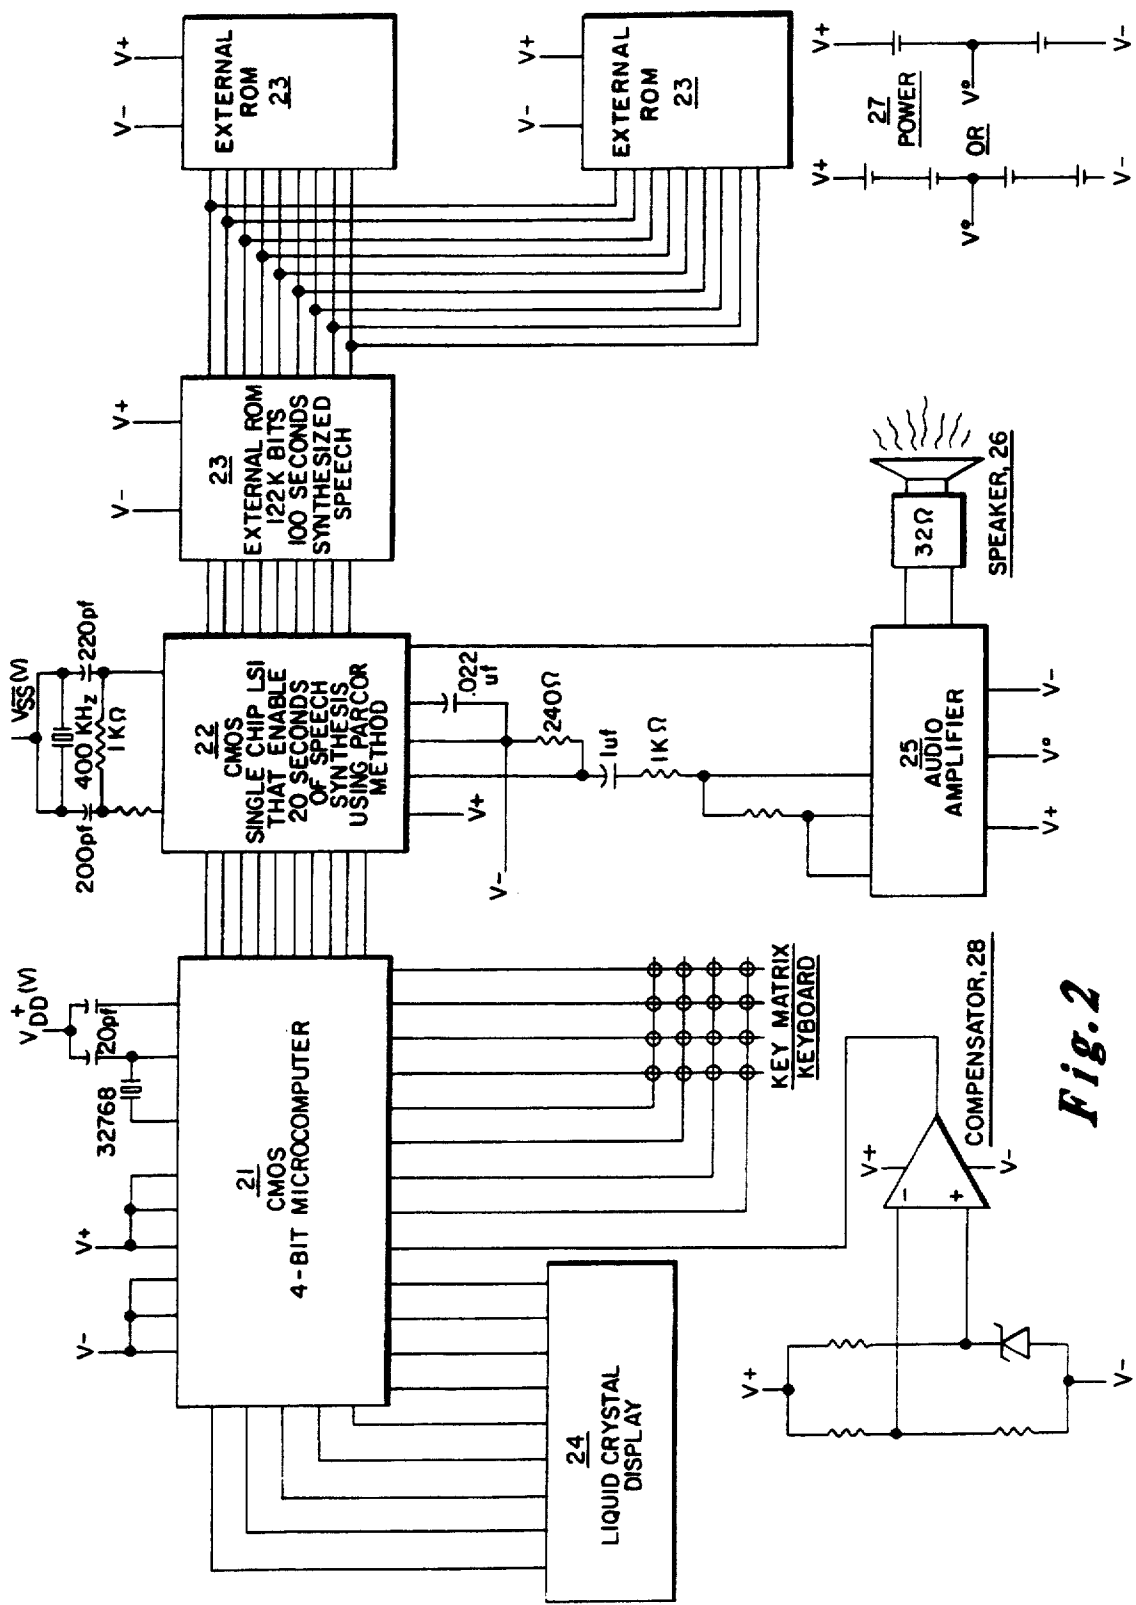 V-
V+
V+DD(V)
32768
20pf
V̅S̅S̅(V)
200pf
400 KHz
220pf
1KΩ
V-
V+
V-
V+
21
CMOS
4-BIT MICROCOMPUTER
22
CMOS
SINGLE CHIP LSI
THAT ENABLE
20 SECONDS
OF SPEECH
SYNTHESIS
USING PARCOR
METHOD
23
EXTERNAL ROM
122K BITS
100 SECONDS
SYNTHESIZED
SPEECH
EXTERNAL
ROM
23
V-
V+
EXTERNAL
ROM
23
V-
V+
.022
uf
240Ω
1uf
1KΩ
24
LIQUID CRYSTAL
DISPLAY
KEY MATRIX
KEYBOARD
25
AUDIO
AMPLIFIER
V+
V°
V-
32Ω
SPEAKER, 26
V+
V-
-
+
V+
V-
COMPENSATOR, 28
V+
V+
27
POWER
V°
OR
V°
V-
V-
Fig. 2